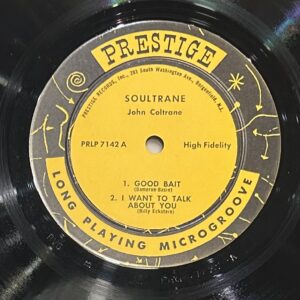 PRESTIGE
PRESTIGE RECORDS, INC., 203 South Washington Ave., Bergenfield, N.J.
SOULTRANE
John Coltrane
PRLP 7142 A
High Fidelity
1. GOOD BAIT
(Dameron-Basie)
2. I WANT TO TALK
ABOUT YOU
(Billy Eckstein)
LONG PLAYING MICROGROOVE